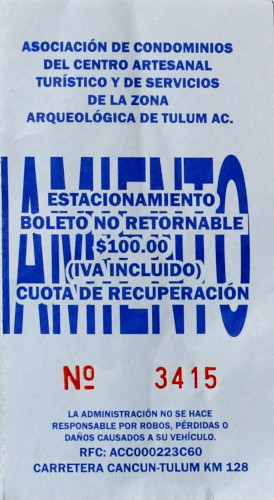 ASOCIACIÓN DE CONDOMINIOS
DEL CENTRO ARTESANAL
TURÍSTICO Y DE SERVICIOS
DE LA ZONA
ARQUEOLÓGICA DE TULUM AC.
AMIENTO
ESTACIONAMIENTO
BOLETO NO RETORNABLE
$100.00
(IVA INCLUIDO)
CUOTA DE RECUPERACIÓN
Nº 3415
LA ADMINISTRACIÓN NO SE HACE
RESPONSABLE POR ROBOS, PÉRDIDAS O
DAÑOS CAUSADOS A SU VEHÍCULO.
RFC: ACC000223C60
CARRETERA CANCUN-TULUM KM 128